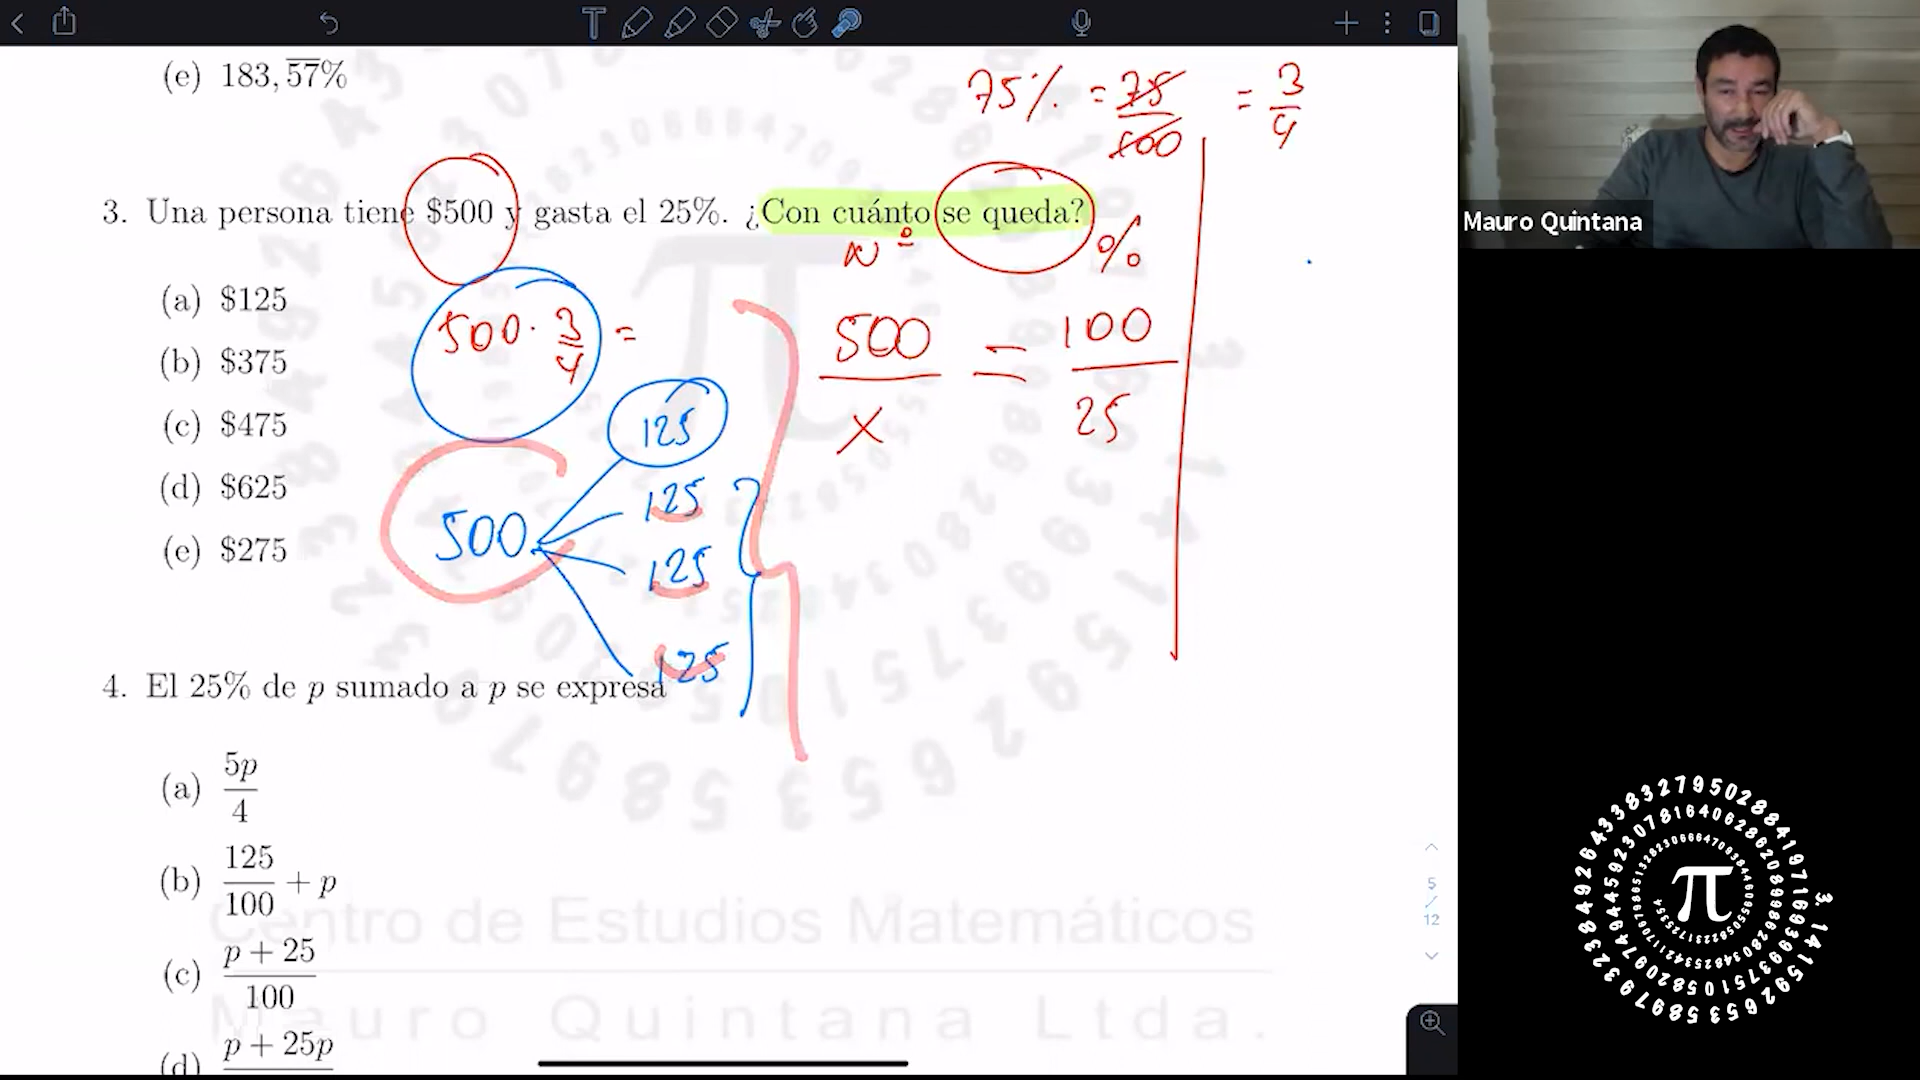 (e) 183,57%
75% = 75/100 = 3/4
3. Una persona tiene $500 y gasta el 25%. ¿Con cuánto se queda?
Nº %
(a) $125
500 · 3/4 =
500/x = 100/25
(b) $375
(c) $475
125
(d) $625
125
500
(e) $275
125
125
4. El 25% de p sumado a p se expresa
(a) 5p/4
(b) 125/100 + p
(c) p + 25/100
(d) p + 25p
Centro de Estudios Matemáticos
Mauro Quintana Ltda.
5
/
12
Mauro Quintana
π